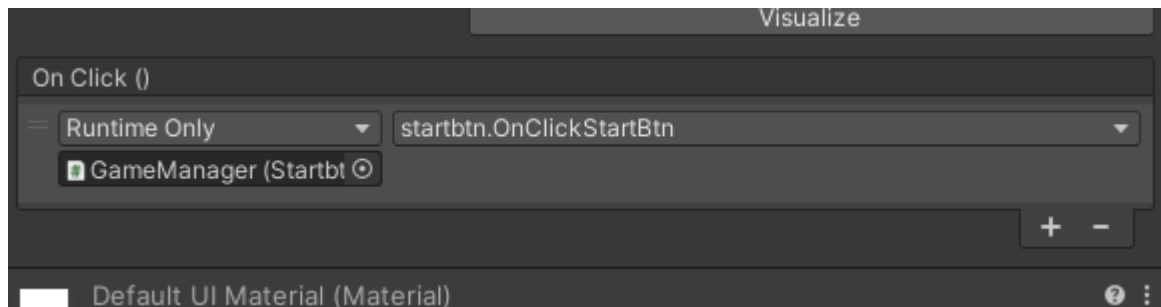 Visualize
On Click ()
Runtime Only
startbtn.OnClickStartBtn
GameManager (Startbt
Default UI Material (Material)